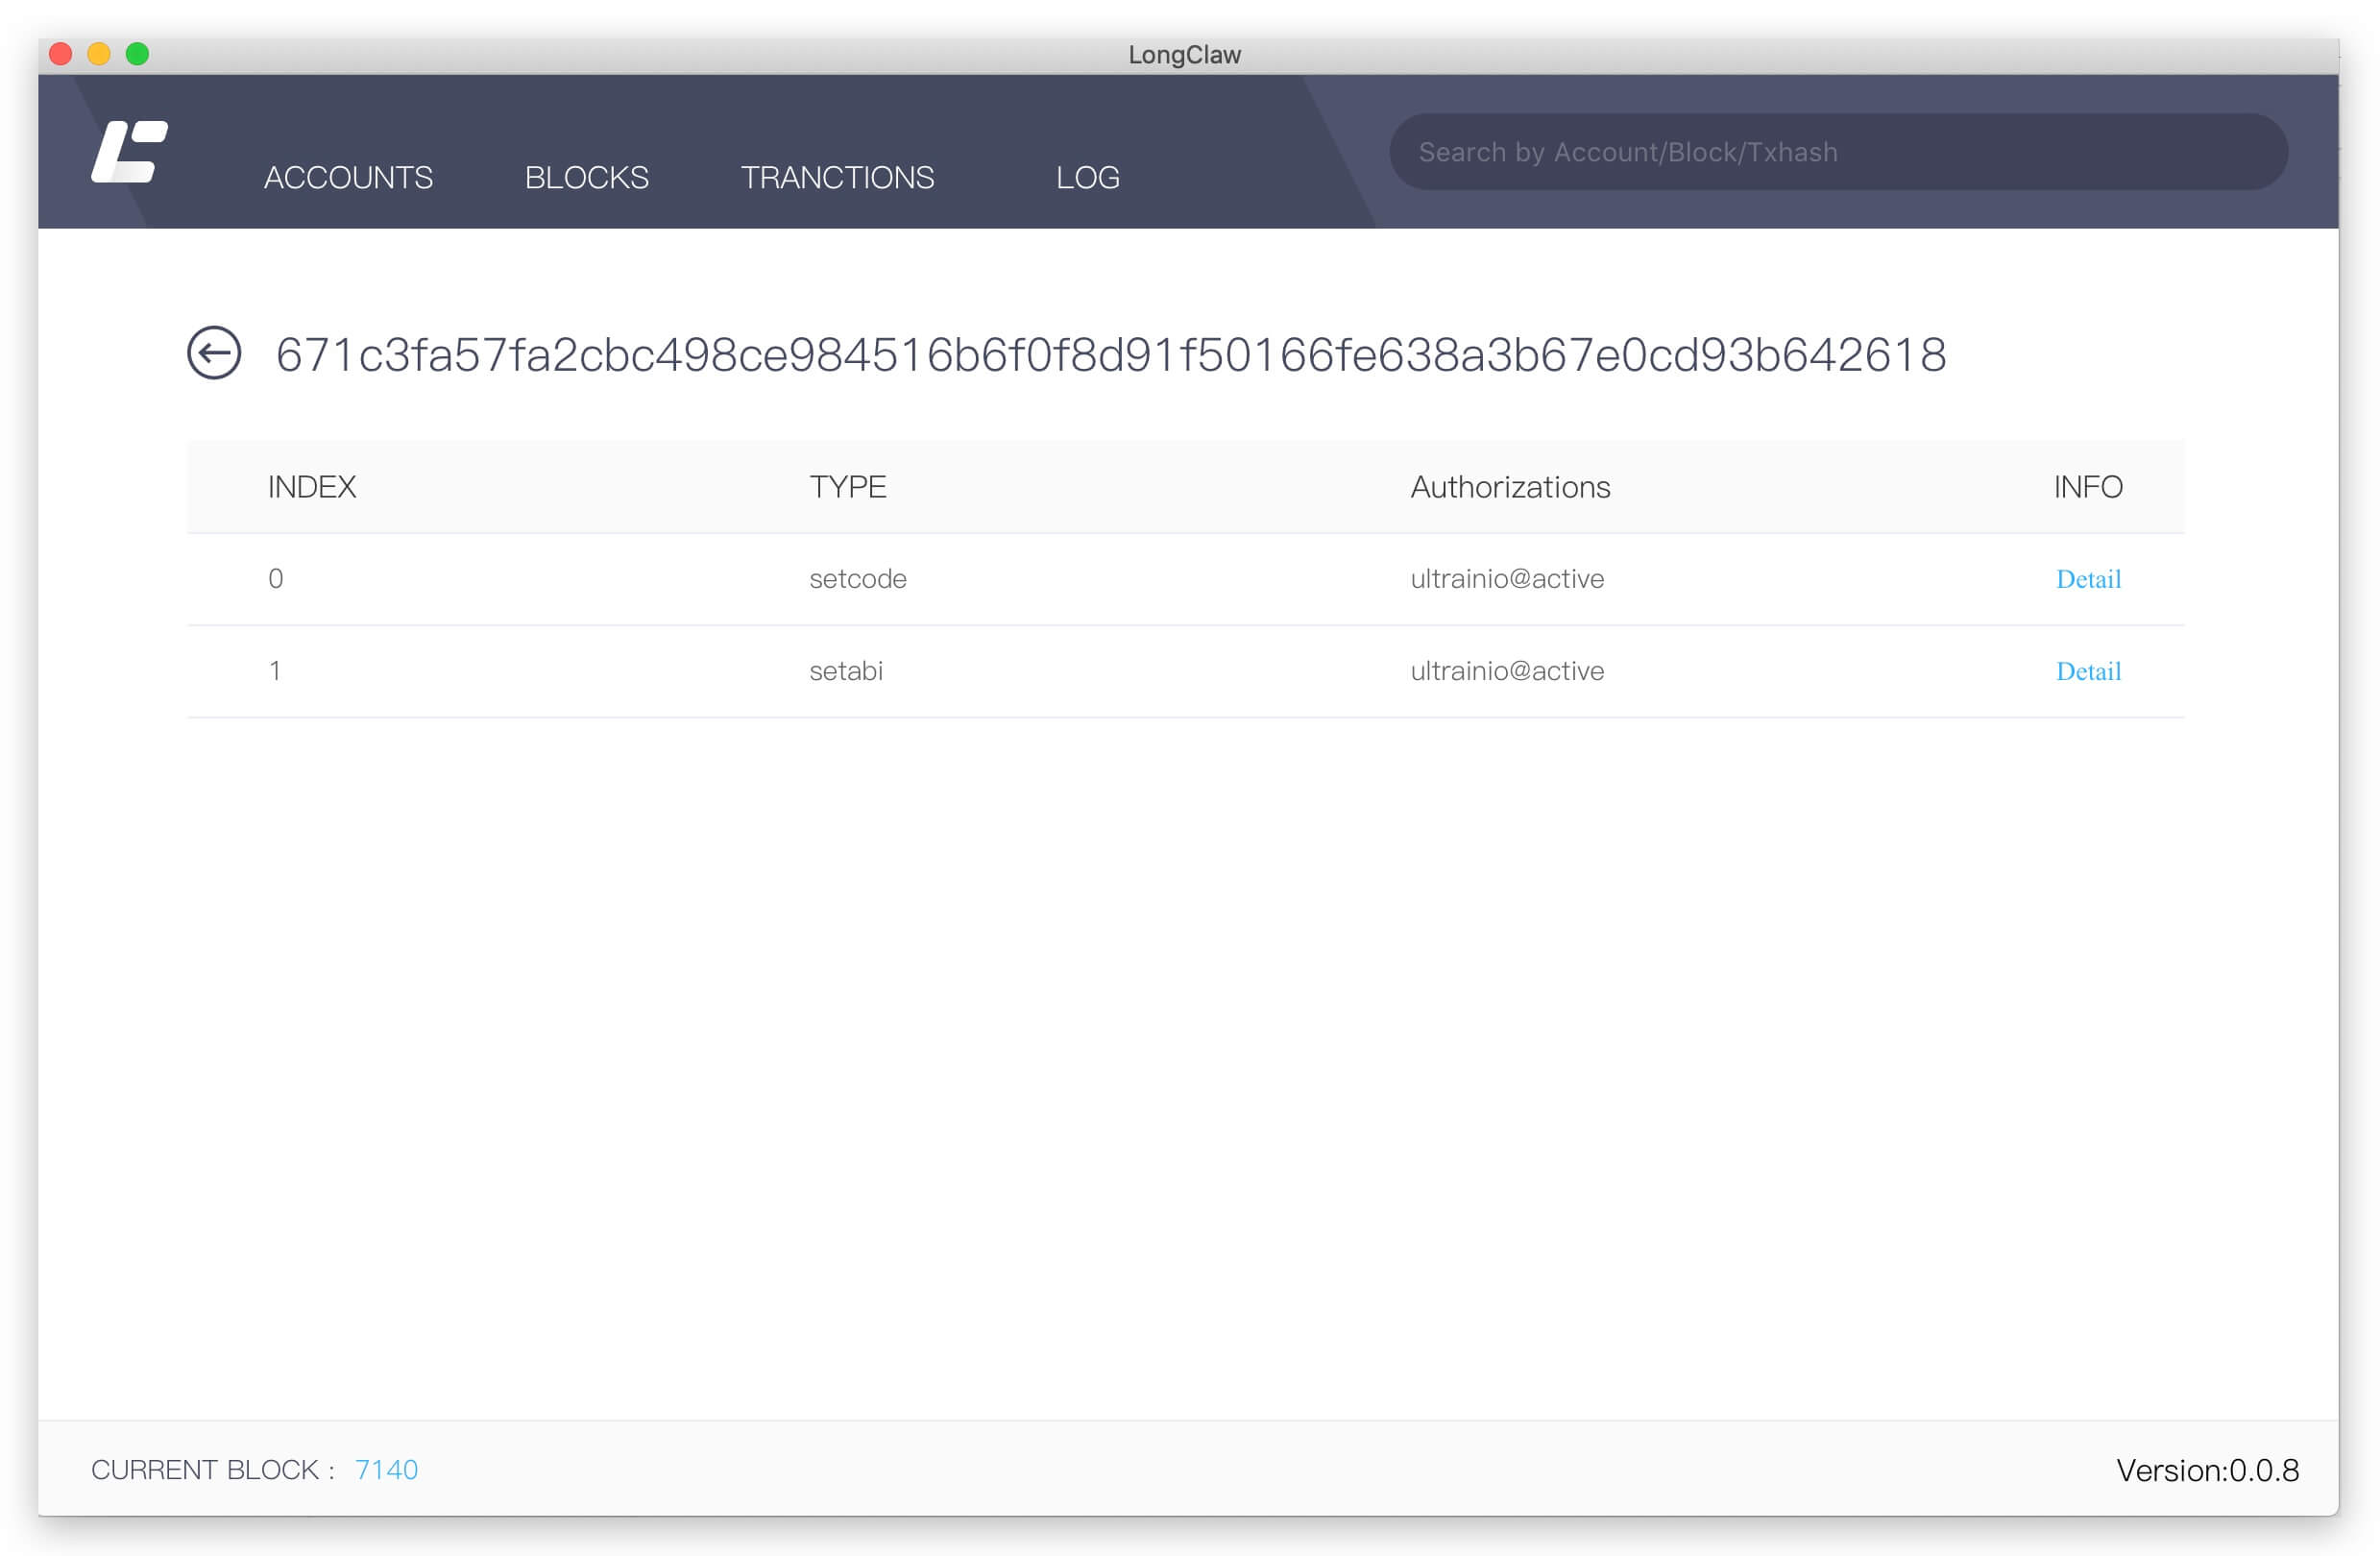 LongClaw
ACCOUNTS BLOCKS TRANCTIONS LOG Search by Account/Block/Txhash
671c3fa57fa2cbc498ce984516b6f0f8d91f50166fe638a3b67e0cd93b642618
INDEX TYPE Authorizations INFO
0 setcode ultrainio@active Detail
1 setabi ultrainio@active Detail
CURRENT BLOCK : 7140 Version:0.0.8